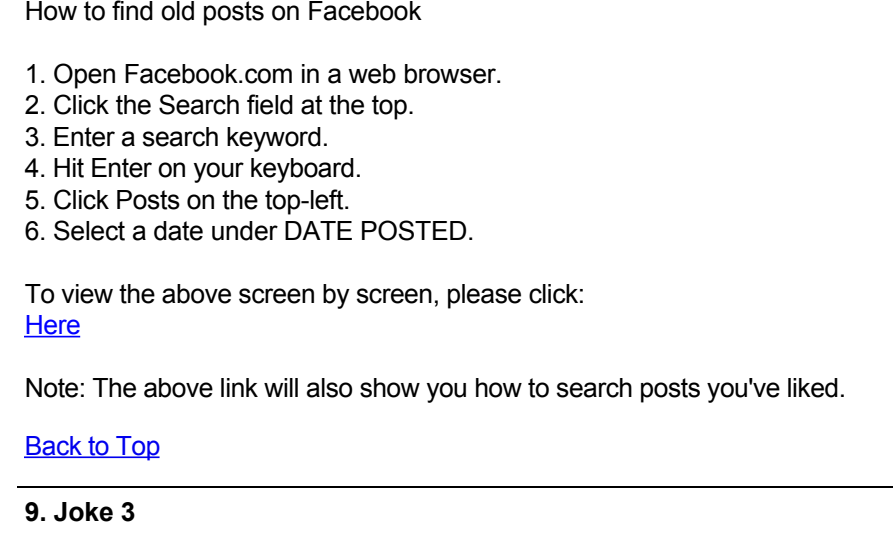 How to find old posts on Facebook
1. Open Facebook.com in a web browser.
2. Click the Search field at the top.
3. Enter a search keyword.
4. Hit Enter on your keyboard.
5. Click Posts on the top-left.
6. Select a date under DATE POSTED.
To view the above screen by screen, please click:
Here
Note: The above link will also show you how to search posts you've liked.
Back to Top
9. Joke 3